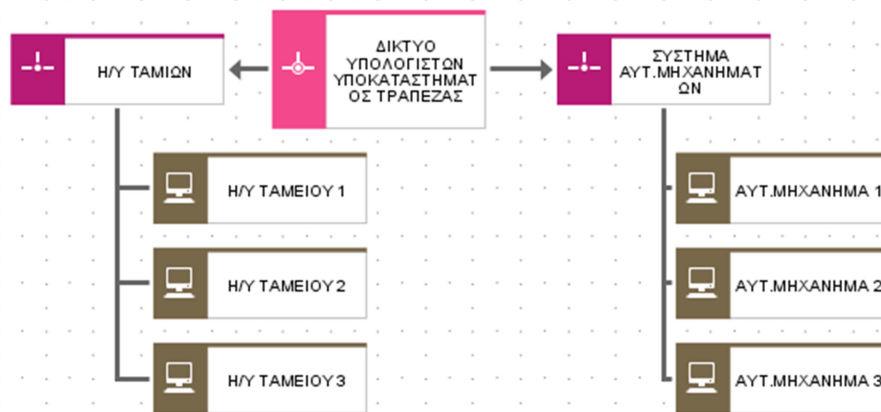 ΔΙΚΤΥΟ
ΥΠΟΛΟΓΙΣΤΩΝ
ΥΠΟΚΑΤΑΣΤΗΜΑΤ
ΟΣ ΤΡΑΠΕΖΑΣ
Η/Υ ΤΑΜΙΩΝ
ΣΥΣΤΗΜΑ
ΑΥΤ.ΜΗΧΑΝΗΜΑΤ
ΩΝ
Η/Υ ΤΑΜΕΙΟΥ 1
Η/Υ ΤΑΜΕΙΟΥ 2
Η/Υ ΤΑΜΕΙΟΥ 3
ΑΥΤ.ΜΗΧΑΝΗΜΑ 1
ΑΥΤ.ΜΗΧΑΝΗΜΑ 2
ΑΥΤ.ΜΗΧΑΝΗΜΑ 3